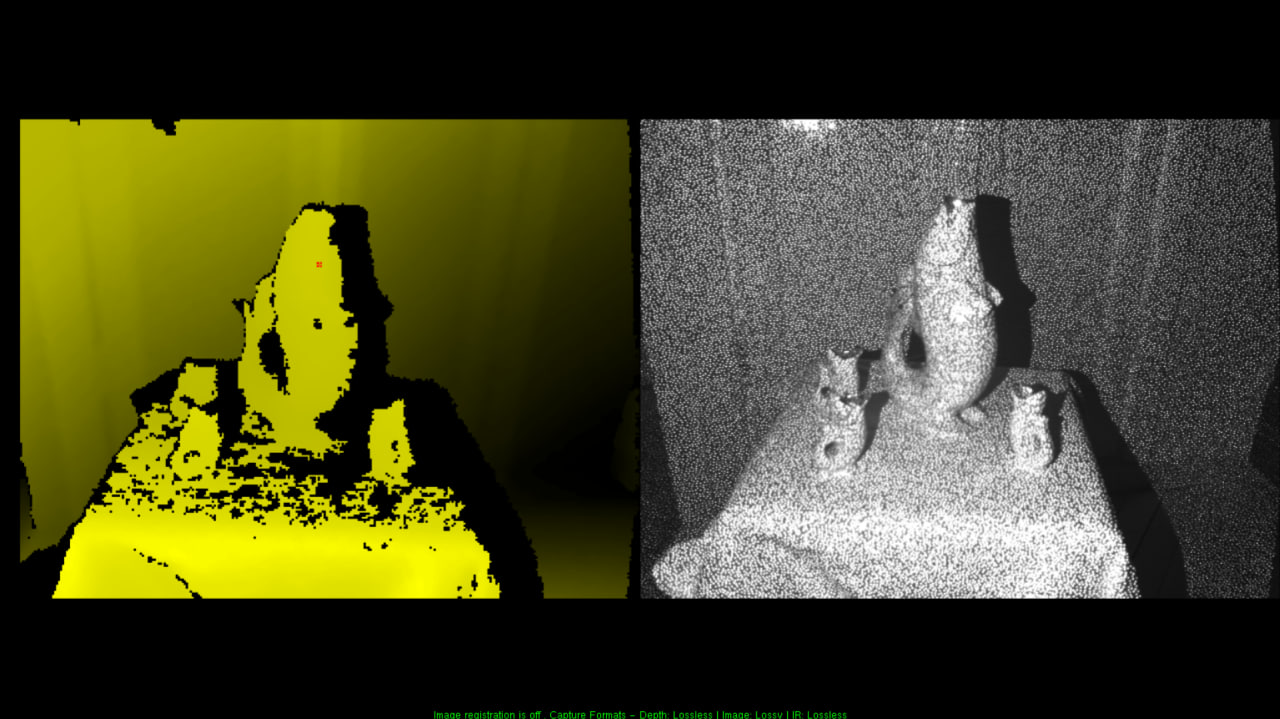 Image registration is off   Capture Formats - Depth: Lossless | Image: Lossy | IR: Lossless